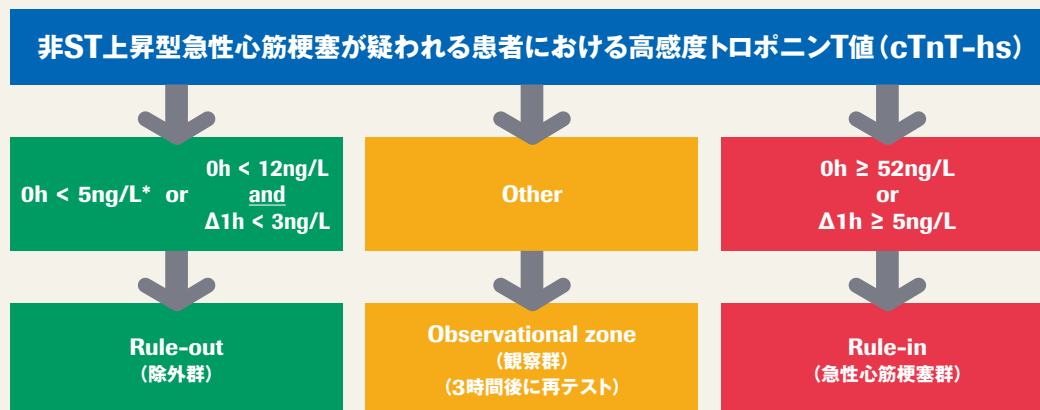 非ST上昇型急性心筋梗塞が疑われる患者における高感度トロポニンT値(cTnT-hs)
0h < 5ng/L* or
0h < 12ng/L
and
Δ1h < 3ng/L
Other
0h ≥ 52ng/L
or
Δ1h ≥ 5ng/L
Rule-out
(除外群)
Observational zone
(観察群)
(3時間後に再テスト)
Rule-in
(急性心筋梗塞群)